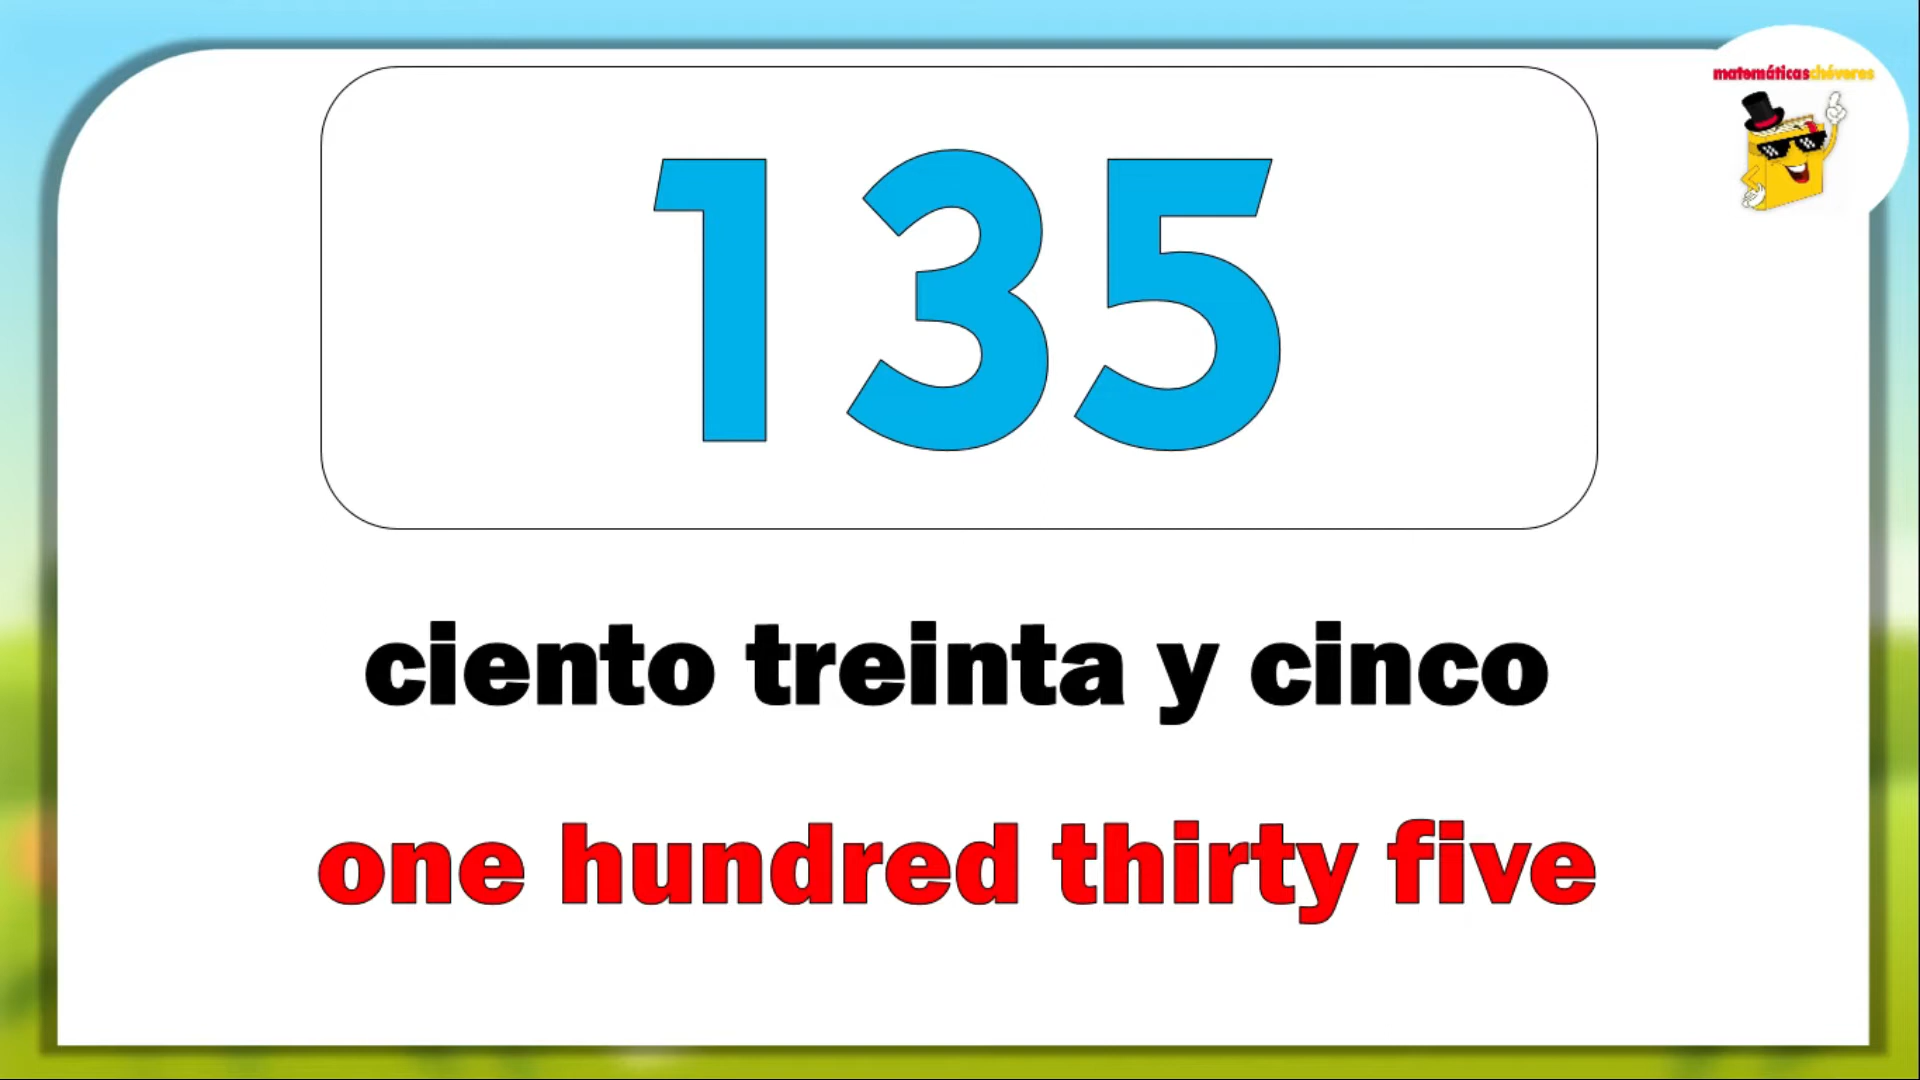 matemáticaschéveres
135
ciento treinta y cinco
one hundred thirty five